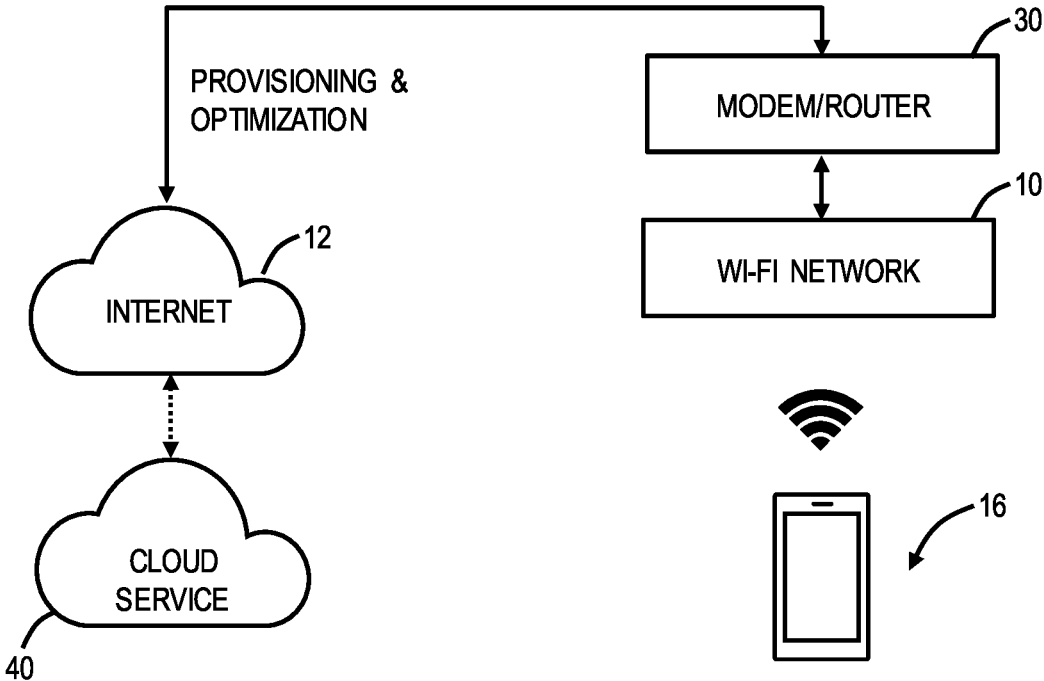 30
PROVISIONING &
OPTIMIZATION
MODEM/ROUTER
10
12
WI-FI NETWORK
INTERNET
16
CLOUD
SERVICE
40